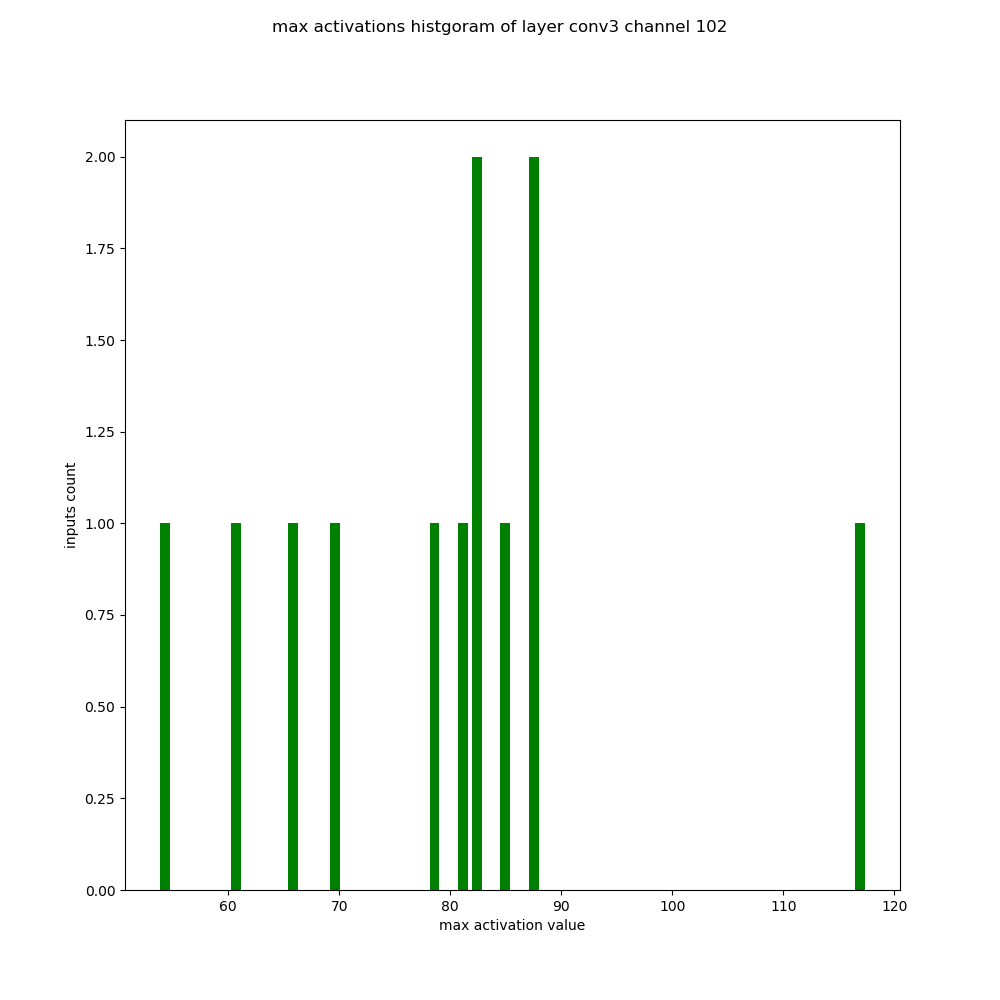 max activations histgoram of layer conv3 channel 102
2.00
1.75
1.50
1.25
1.00
0.75
0.50
0.25
0.00
inputs count
60 70 80 90 100 110 120
max activation value